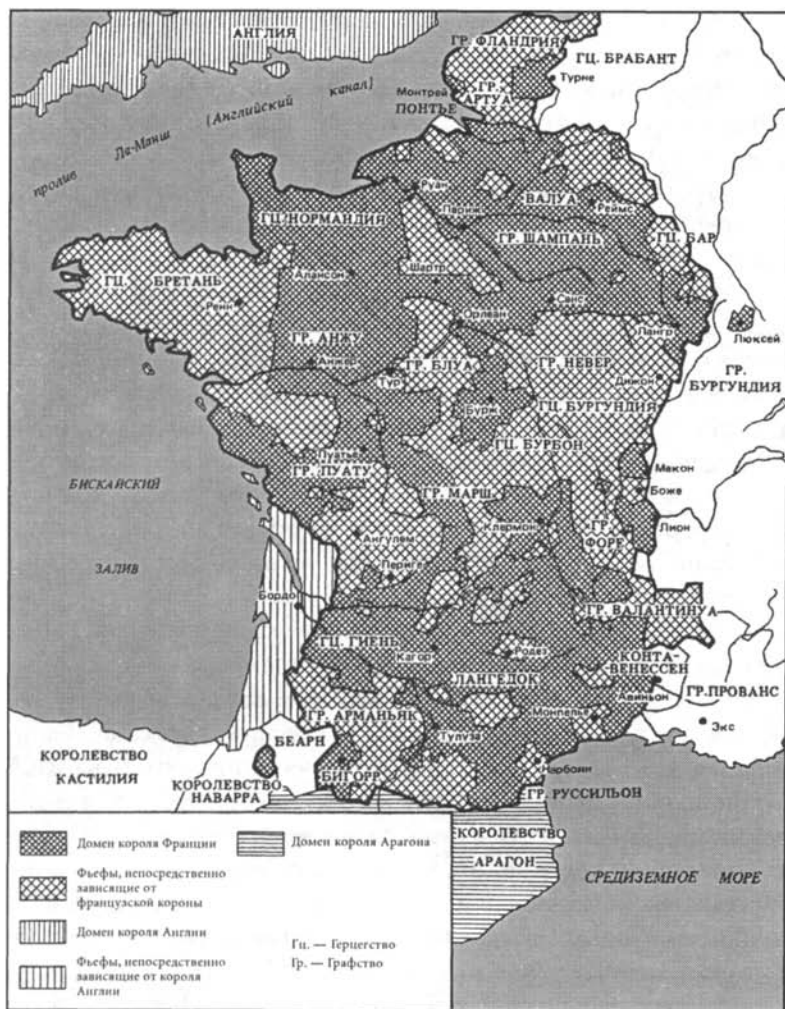 АНГЛИЯ
ГР. ФЛАНДРИЯ
ГЦ. БРАБАНТ
Турне
Монтрей
ГР.
АРТУА
ПОНТЬЕ
пролив Ла-Манш (Английский канал)
Руан
Париж
ВАЛУА
Реймс
ГЦ. НОРМАНДИЯ
ГР. ШАМПАНЬ
ГЦ. БАР
ГЦ. БРЕТАНЬ
Ренн
Алансон
Шартр
Санс
Орлеан
Лангр
Люксей
ГР. АНЖУ
Анжер
Тур
ГР. БЛУА
ГР. НЕВЕР
Дижон
ГР.
БУРГУНДИЯ
Бурж
ГЦ. БУРГУНДИЯ
Пуатье
ГЦ. БУРБОН
ГР. ПУАТУ
Макон
Боже
БИСКАЙСКИЙ
ЗАЛИВ
ГР. МАРШ
Ангулем
Клермон
ГР.
ФОРЕ
Лион
Периге
Бордо
ГР. ВАЛАНТИНУА
ГЦ. ГИЕНЬ
Кагор
Родез
ЛАНГЕДОК
КОНТА-
ВЕНЕССЕН
Авиньон
ГР. ПРОВАНС
Экс
ГР. АРМАНЬЯК
Тулуза
Монпелье
БЕАРН
БИГОРР
Нарбонн
КОРОЛЕВСТВО
КАСТИЛИЯ
КОРОЛЕВСТВО
НАВАРРА
ГР. РУССИЛЬОН
КОРОЛЕВСТВО
АРАГОН
СРЕДИЗЕМНОЕ МОРЕ
Домен короля Франции
Домен короля Арагона
Фьефы, непосредственно
зависящие от
французской короны
Домен короля Англии
Фьефы, непосредственно
зависящие от короля
Англии
Гц. — Герцегство
Гр. — Графство